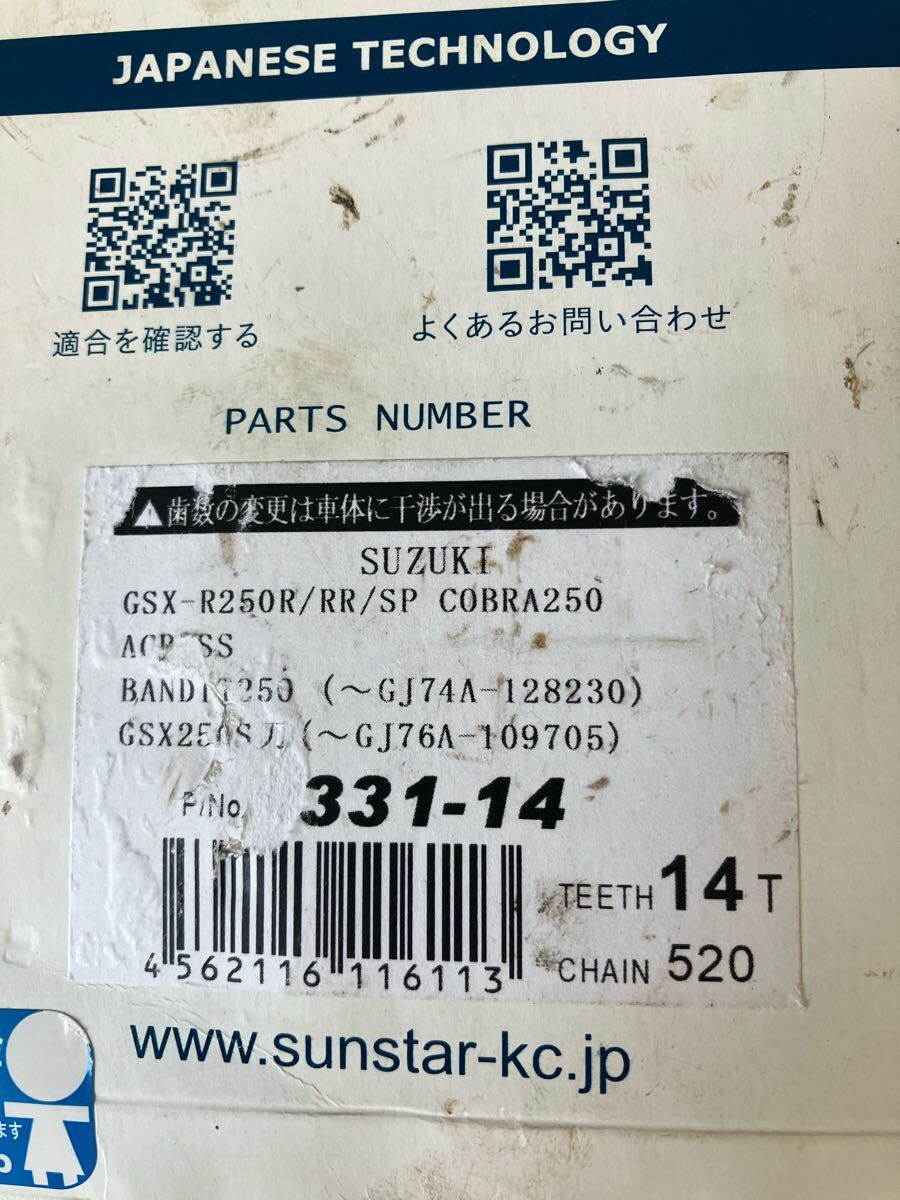 JAPANESE TECHNOLOGY
適合を確認する
よくあるお問い合わせ
PARTS NUMBER
歯数の変更は車体に干渉が出る場合があります。
SUZUKI
GSX-R250R/RR/SP COBRA250
BANDIT250 (～GJ74A-128230)
GSX250S刀(～GJ76A-109705)
P/No. 331-14
TEETH 14 T
4 562116 116113
CHAIN 520
www.sunstar-kc.jp
ます